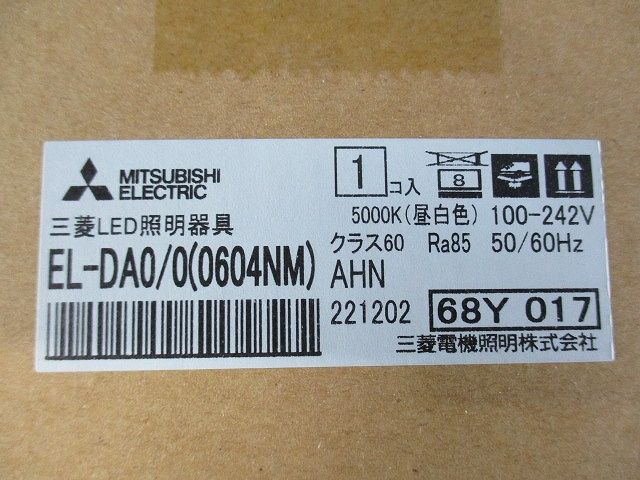 MITSUBISHI
ELECTRIC
1 コ入
8
三菱LED照明器具
5000K(昼白色) 100-242V
クラス60 Ra85 50/60Hz
EL-DA0/0(0604NM) AHN
221202 68Y 017
三菱電機照明株式会社